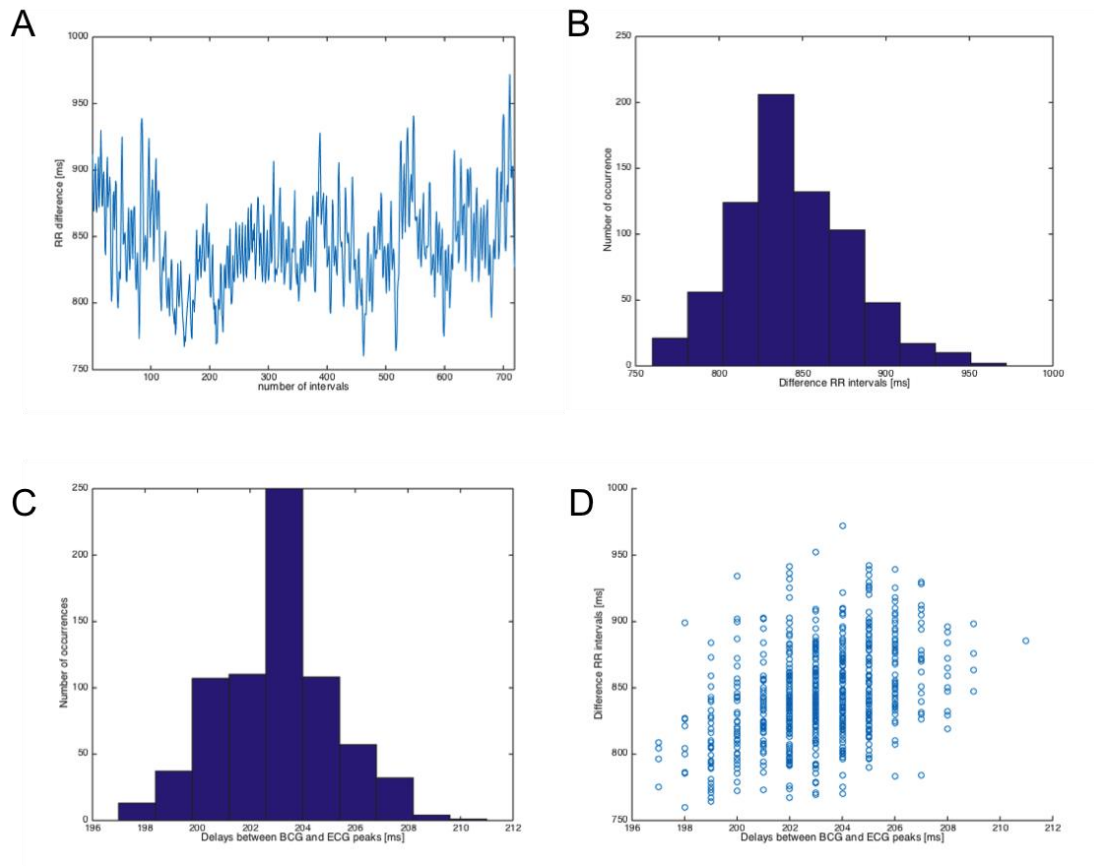 A
1000
950
900
850
800
750
RR difference [ms]
100 200 300 400 500 600 700
number of intervals
B
250
200
150
100
50
0
Number of occurrence
750 800 850 900 950 1000
Difference RR intervals [ms]
C
250
200
150
100
50
0
Number of occurrences
196 198 200 202 204 206 208 210 212
Delays between BCG and ECG peaks [ms]
D
1000
950
900
850
800
750
Difference RR intervals [ms]
196 198 200 202 204 206 208 210 212
Delays between BCG and ECG peaks [ms]